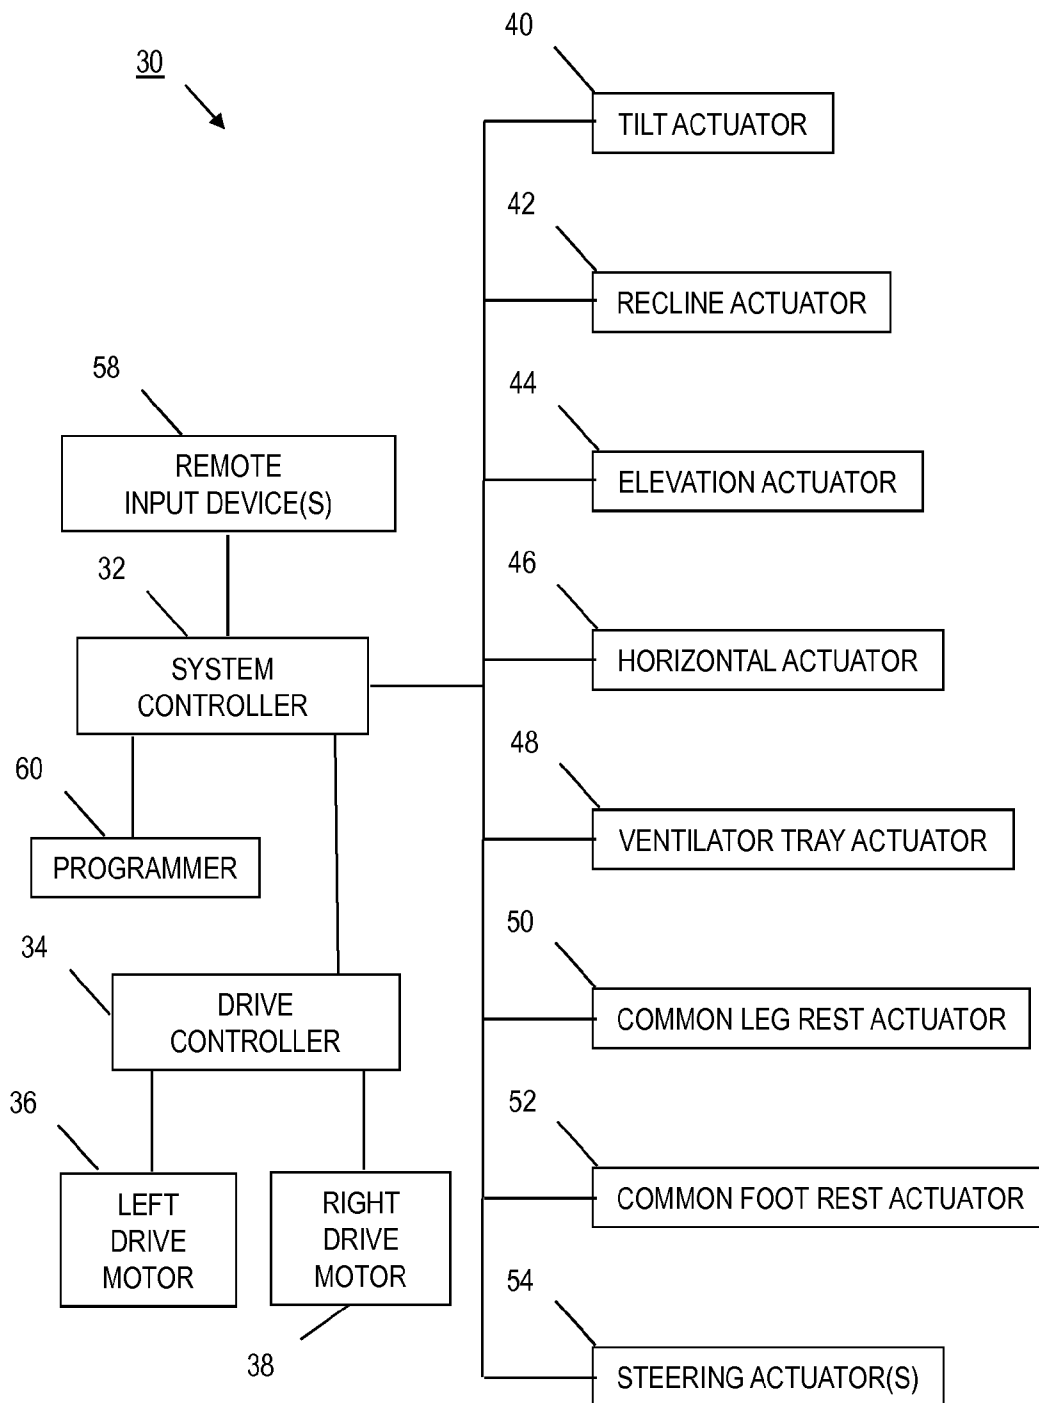 30
40
TILT ACTUATOR
42
RECLINE ACTUATOR
58
REMOTE
INPUT DEVICE(S)
44
ELEVATION ACTUATOR
32
SYSTEM
CONTROLLER
46
HORIZONTAL ACTUATOR
60
PROGRAMMER
48
VENTILATOR TRAY ACTUATOR
34
DRIVE
CONTROLLER
50
COMMON LEG REST ACTUATOR
36
LEFT
DRIVE
MOTOR
RIGHT
DRIVE
MOTOR
38
52
COMMON FOOT REST ACTUATOR
54
STEERING ACTUATOR(S)